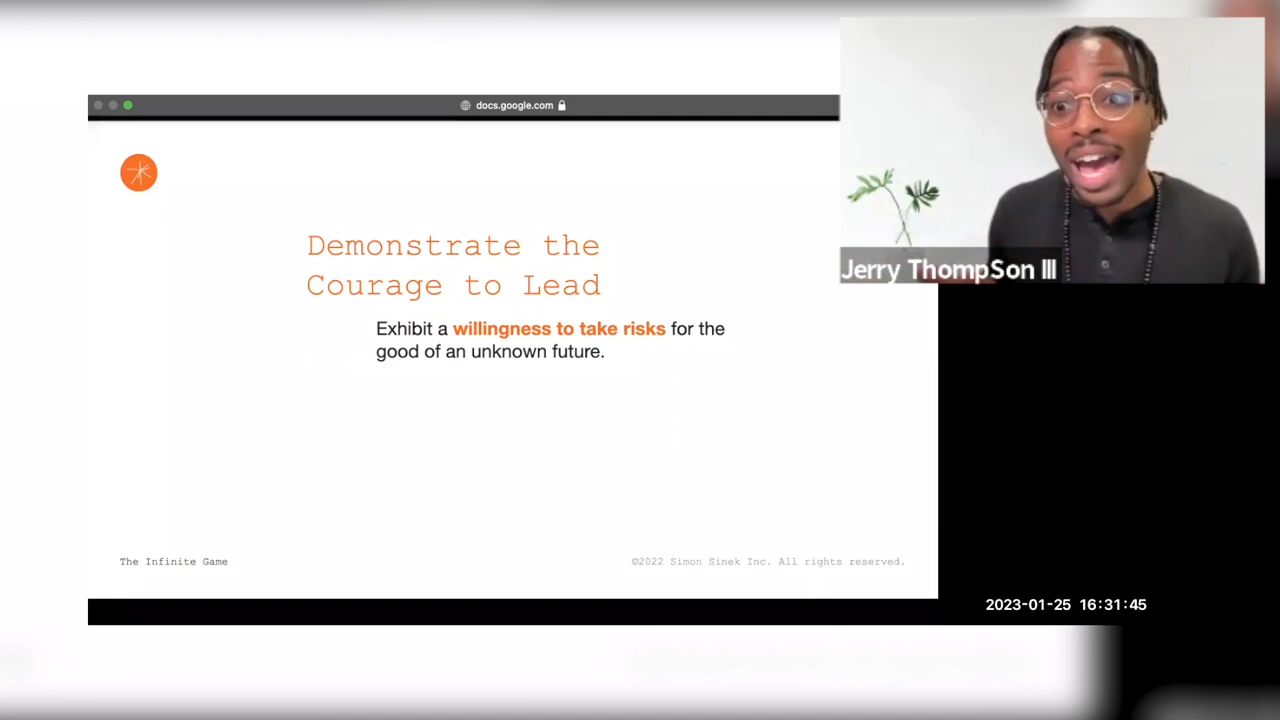 docs.google.com
Demonstrate the
Courage to Lead
Exhibit a willingness to take risks for the
good of an unknown future.
The Infinite Game
©2022 Simon Sinek Inc. All rights reserved.
Jerry ThompSon III
2023-01-25 16:31:45